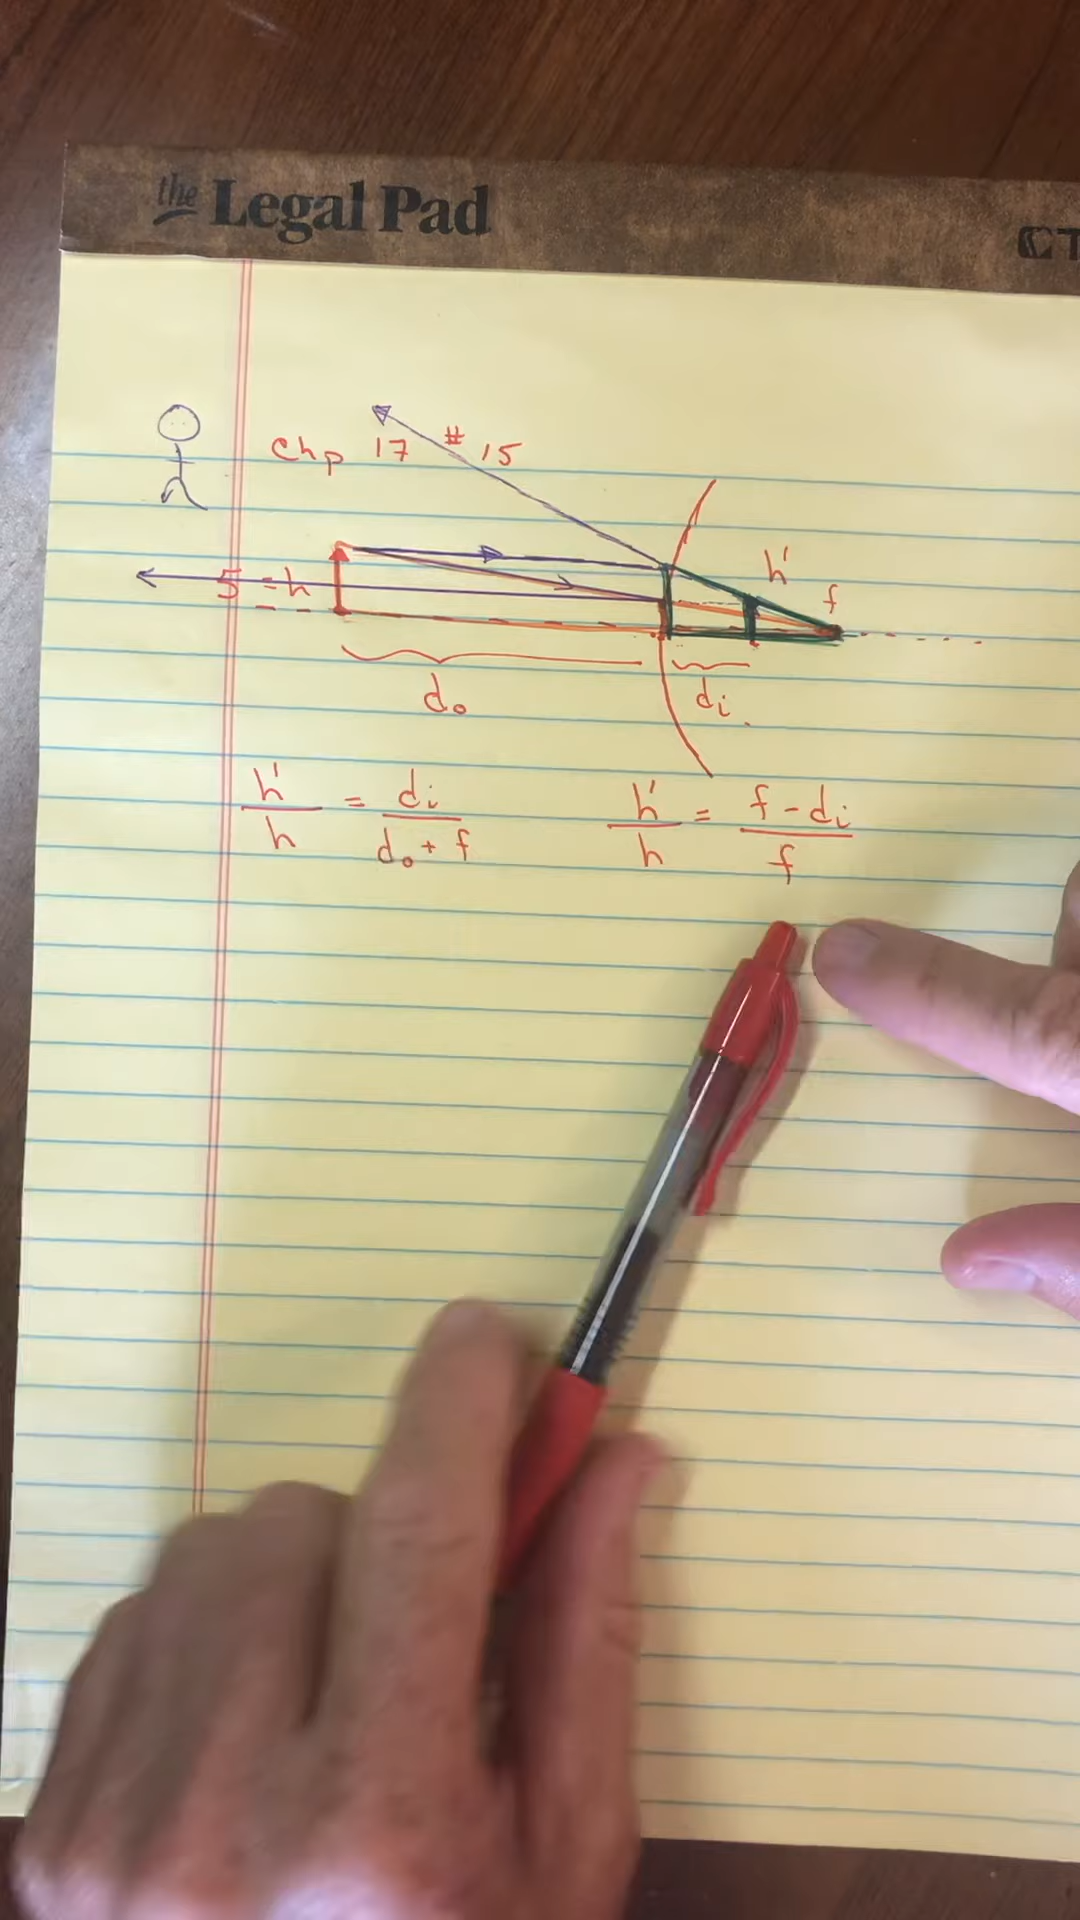 the Legal Pad
Chp 17 # 15
h'
f
5 = h
d₀ di
h'/h = di/(d₀ + f) h'/h = (f - di)/f